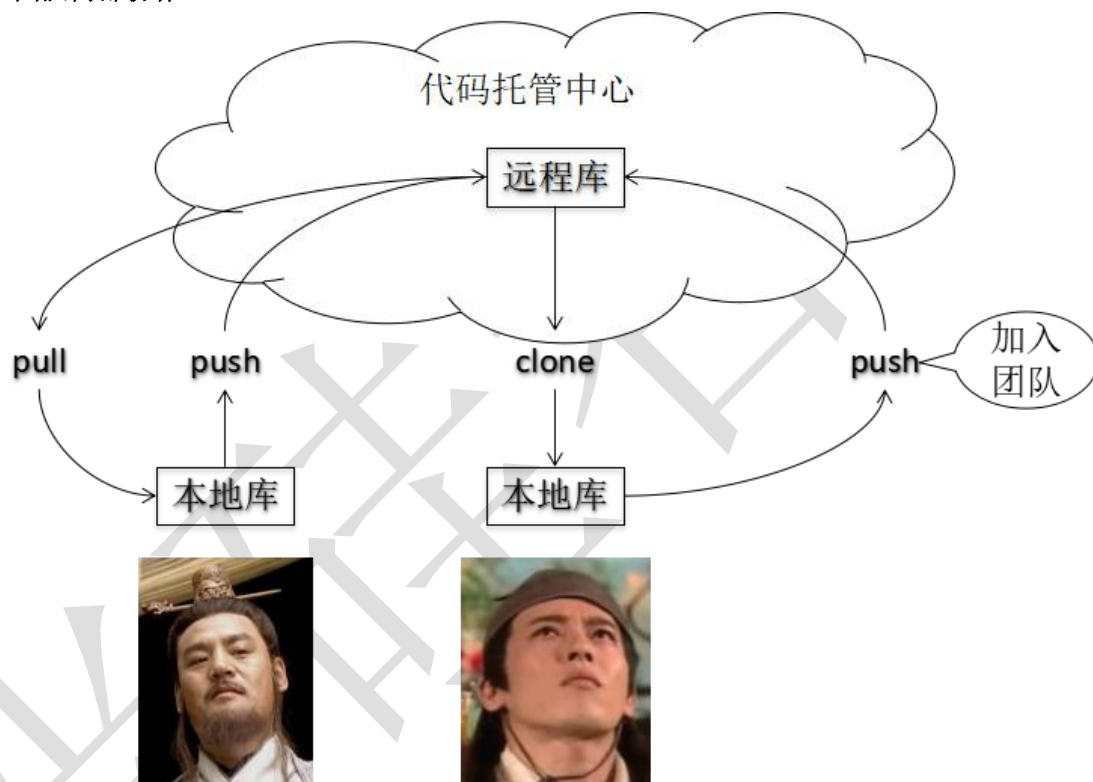 代码托管中心
远程库
pull
push
clone
push
加入
团队
本地库
本地库